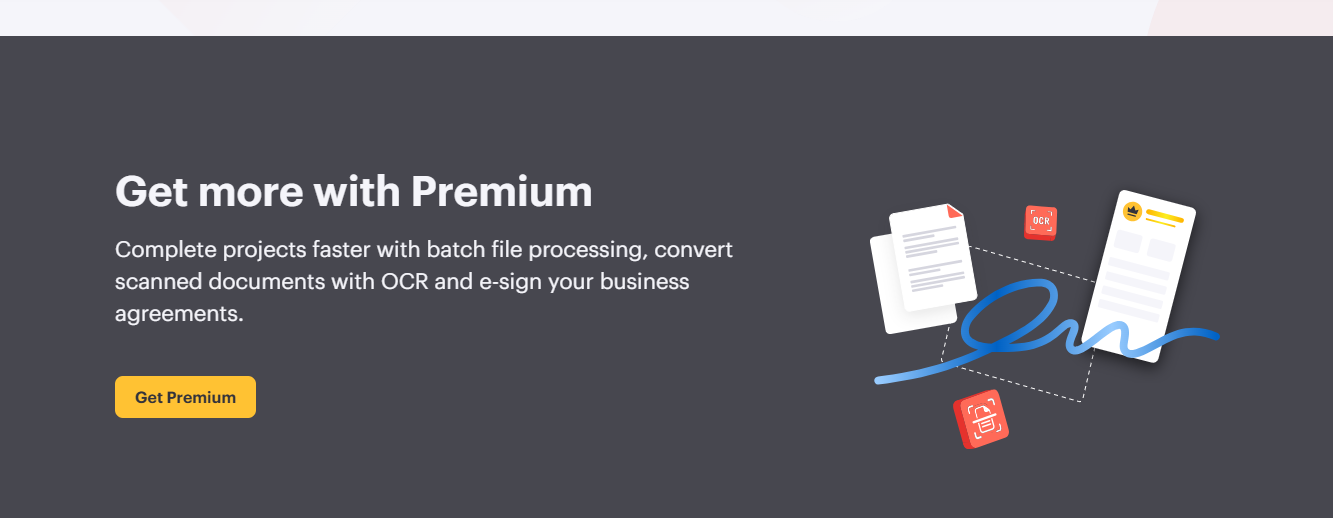 Get more with Premium
Complete projects faster with batch file processing, convert
scanned documents with OCR and e-sign your business
agreements.
Get Premium
OCR